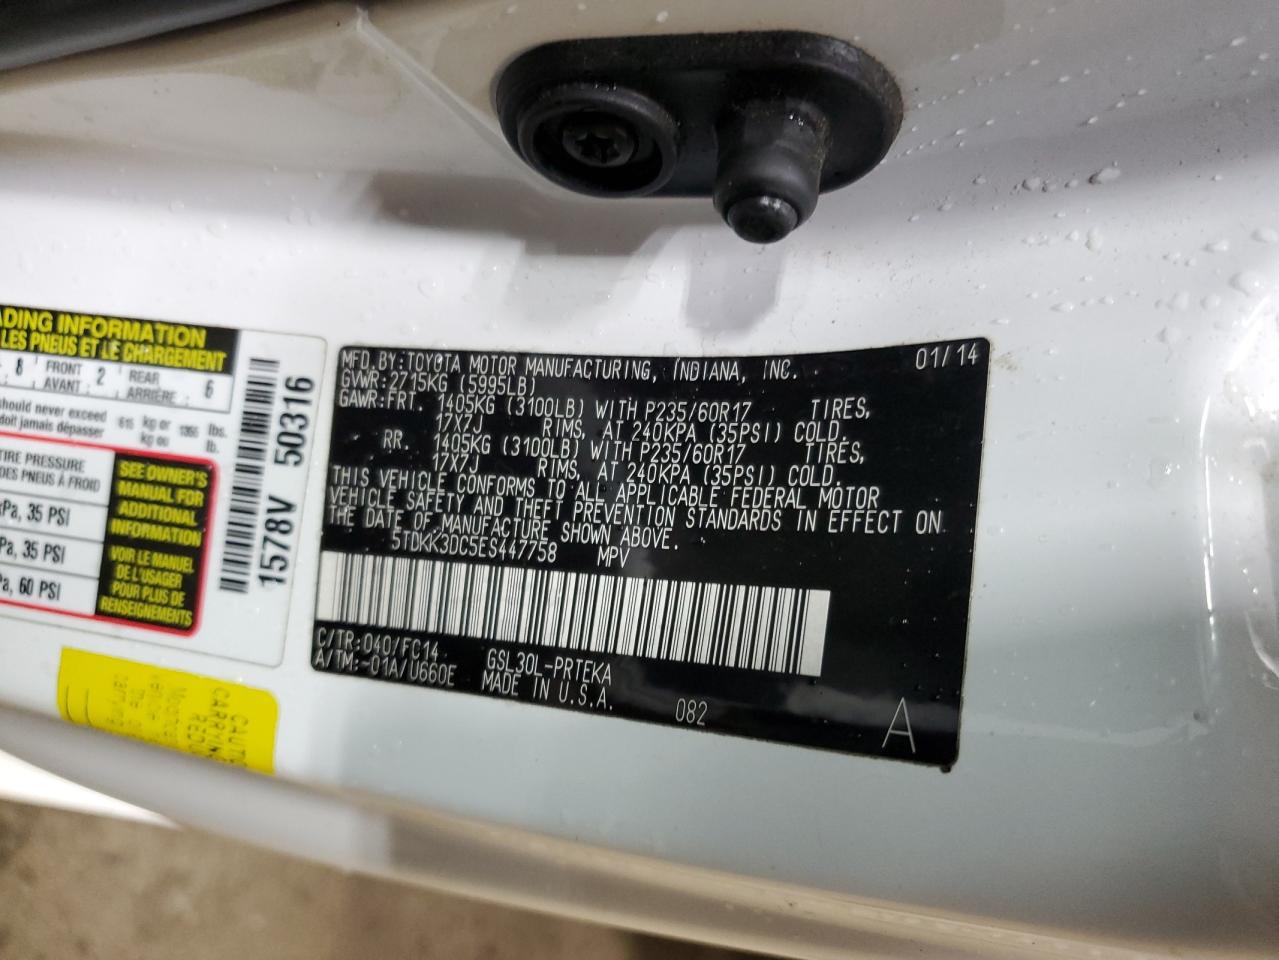 ADING INFORMATION
LES PNEUS ET LE CHARGEMENT
8 FRONT AVANT : 2 REAR ARRIÈRE : 6
should never exceed kg or lbs.
doit jamais dépasser kg ou lb.
TIRE PRESSURE
DES PNEUS À FROID
kPa, 35 PSI
Pa, 35 PSI
Pa, 60 PSI
SEE OWNER'S
MANUAL FOR
ADDITIONAL
INFORMATION
VOIR LE MANUEL
DE L'USAGER
POUR PLUS DE
RENSEIGNEMENTS
1578V 50316
MFD.BY:TOYOTA MOTOR MANUFACTURING, INDIANA, INC. 01/14
GVWR:2715KG (5995LB)
GAWR:FRT. 1405KG (3100LB) WITH P235/60R17 TIRES,
17X7J RIMS, AT 240KPA (35PSI) COLD.
RR. 1405KG (3100LB) WITH P235/60R17 TIRES,
17X7J RIMS, AT 240KPA (35PSI) COLD.
THIS VEHICLE CONFORMS TO ALL APPLICABLE FEDERAL MOTOR
VEHICLE SAFETY AND THEFT PREVENTION STANDARDS IN EFFECT ON
THE DATE OF MANUFACTURE SHOWN ABOVE.
5TDKK3DC5ES447758 MPV
C/TR:040/FC14 GSL30L-PRTEKA
A/TM:-01A/U660E MADE IN U.S.A.
082
A